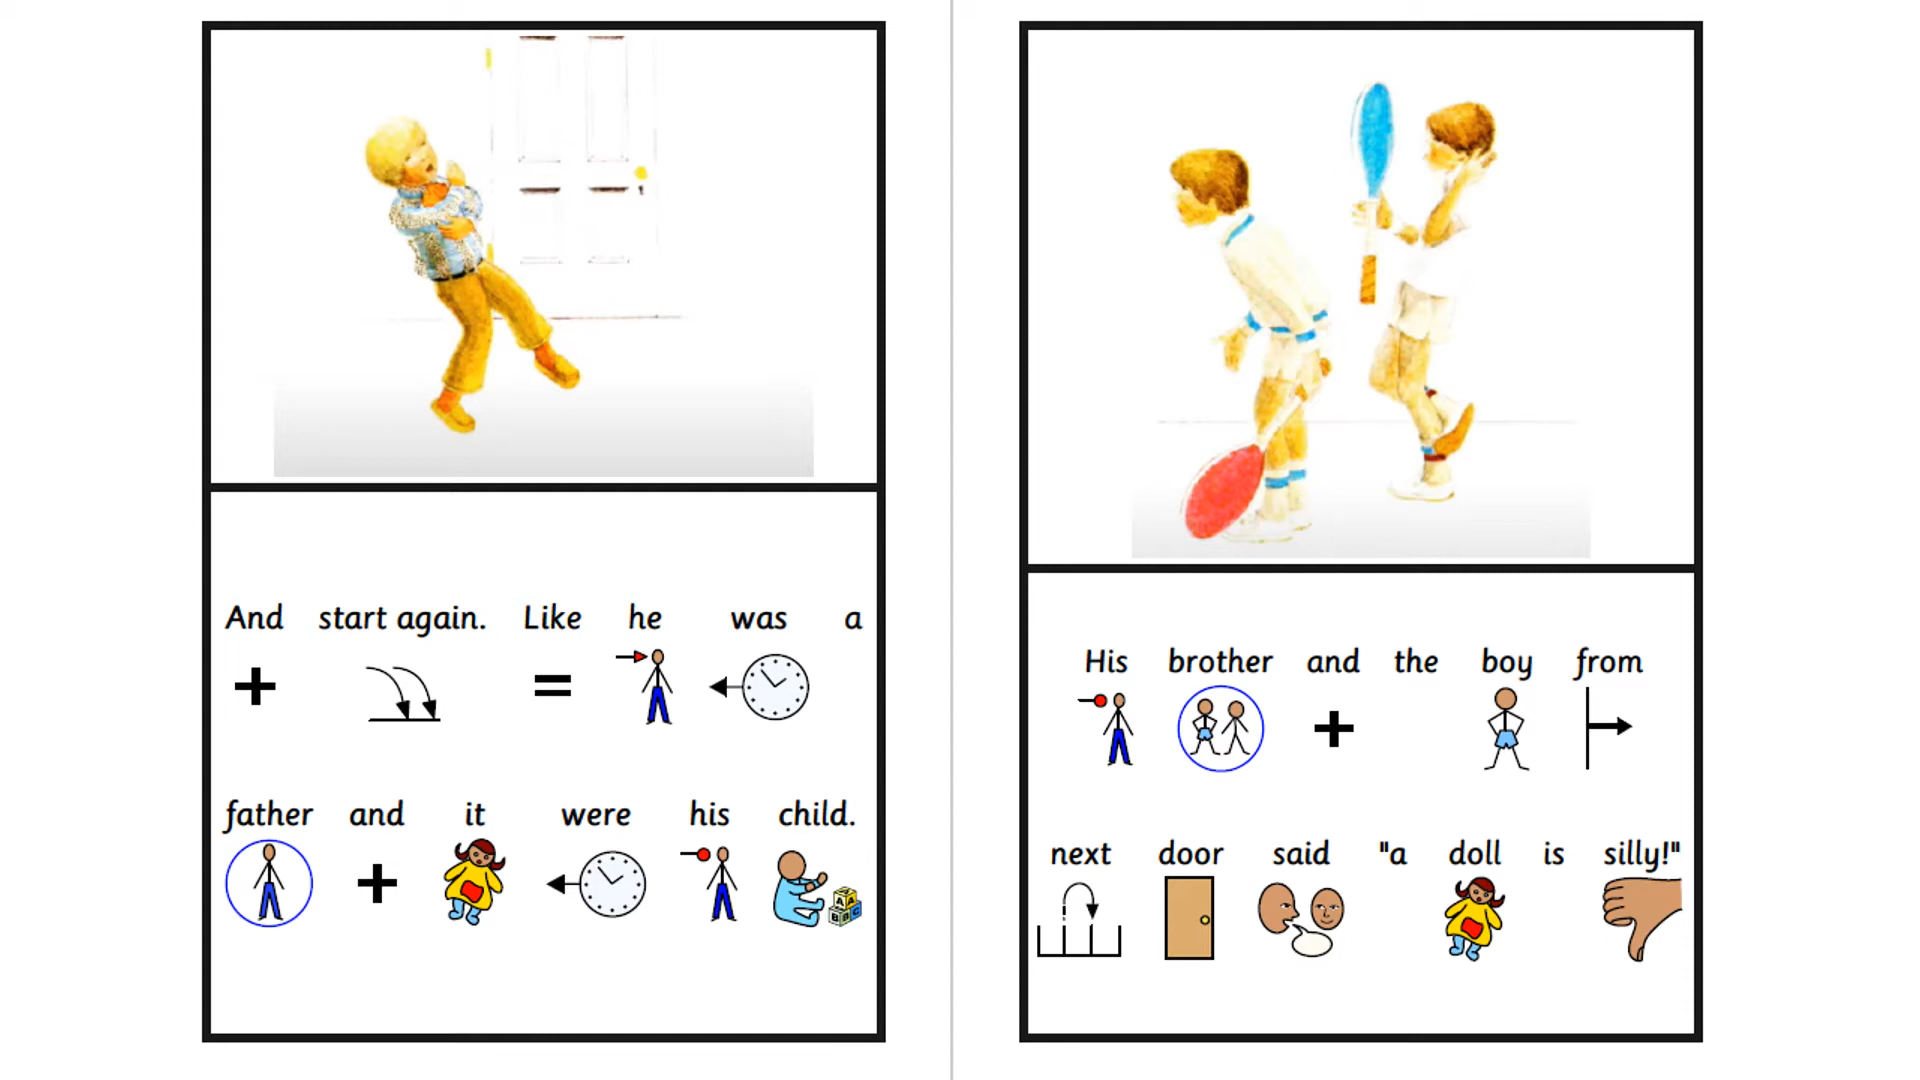 And start again. Like he was a
father and it were his child.
His brother and the boy from
next door said "a doll is silly!"